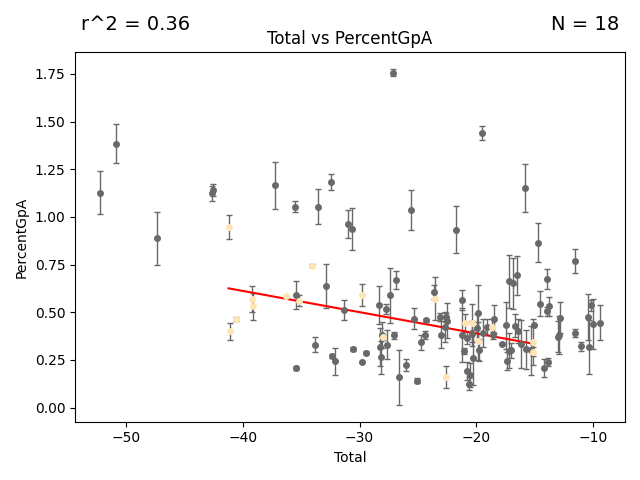 r^2 = 0.36
N = 18
Total vs PercentGpA
PercentGpA
1.75
1.50
1.25
1.00
0.75
0.50
0.25
0.00
−50
−40
−30
−20
−10
Total